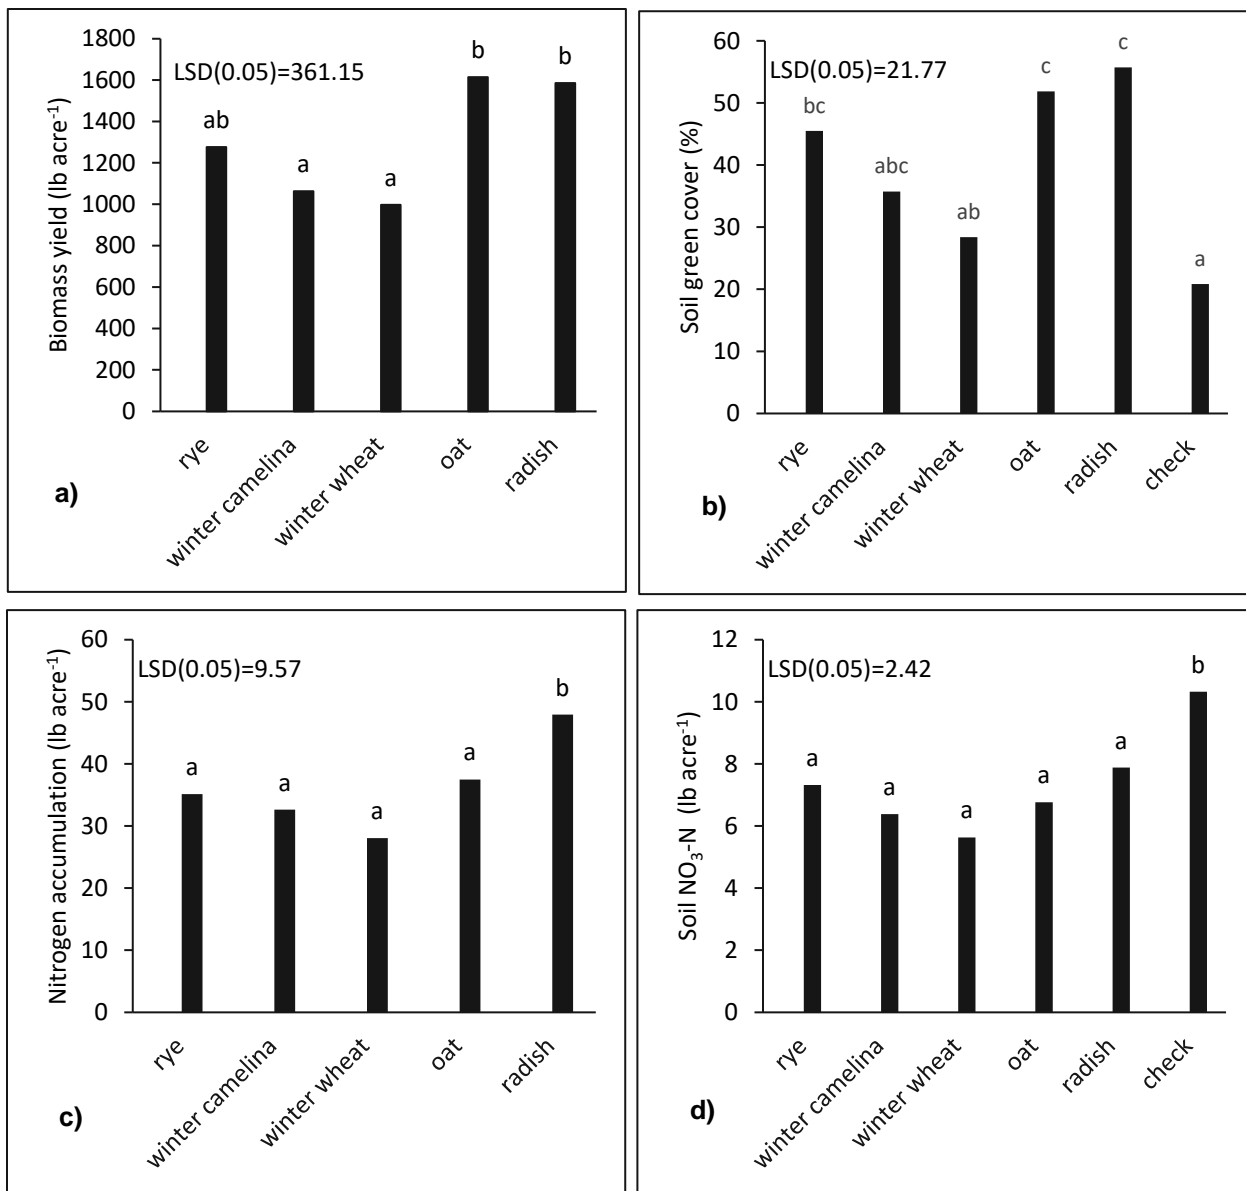 1800
1600
1400
1200
1000
800
600
400
200
0
Biomass yield (lb acre⁻¹)
LSD(0.05)=361.15
ab
a
a
b
b
rye
winter camelina
winter wheat
oat
radish
a)
60
50
40
30
20
10
0
Soil green cover (%)
LSD(0.05)=21.77
bc
abc
ab
c
c
a
rye
winter camelina
winter wheat
oat
radish
check
b)
60
50
40
30
20
10
0
Nitrogen accumulation (lb acre⁻¹)
LSD(0.05)=9.57
a
a
a
a
b
rye
winter camelina
winter wheat
oat
radish
c)
12
10
8
6
4
2
0
Soil NO₃-N (lb acre⁻¹)
LSD(0.05)=2.42
a
a
a
a
a
b
rye
winter camelina
winter wheat
oat
radish
check
d)